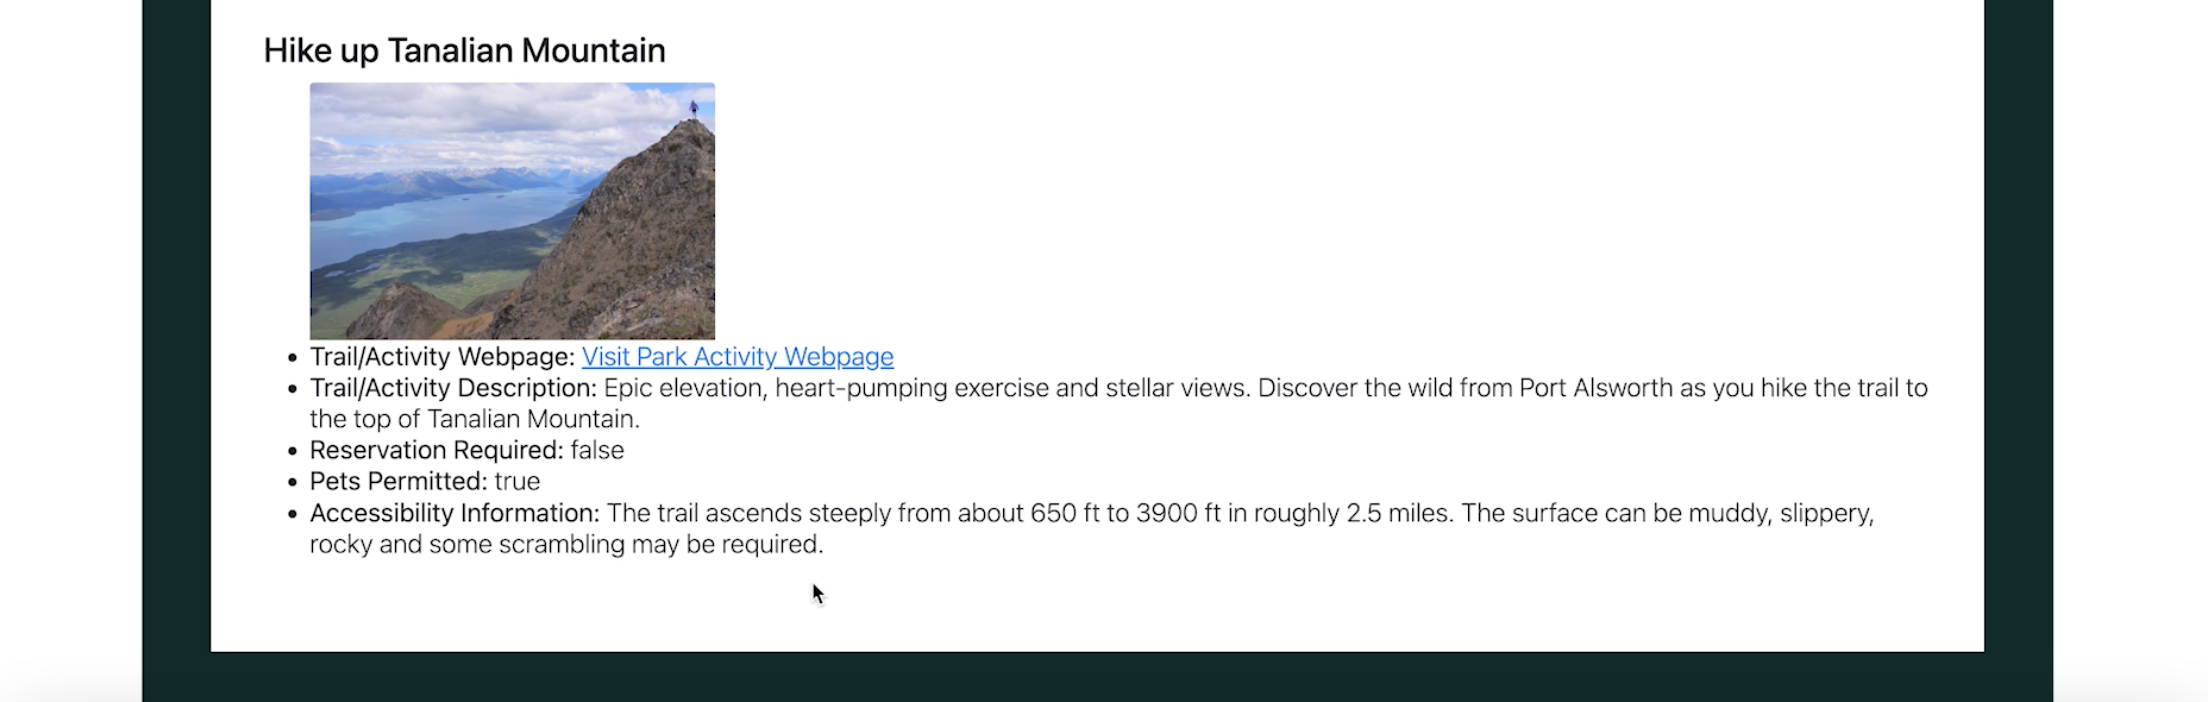 Hike up Tanalian Mountain
Trail/Activity Webpage: Visit Park Activity Webpage
Trail/Activity Description: Epic elevation, heart-pumping exercise and stellar views. Discover the wild from Port Alsworth as you hike the trail to
the top of Tanalian Mountain.
Reservation Required: false
Pets Permitted: true
Accessibility Information: The trail ascends steeply from about 650 ft to 3900 ft in roughly 2.5 miles. The surface can be muddy, slippery,
rocky and some scrambling may be required.